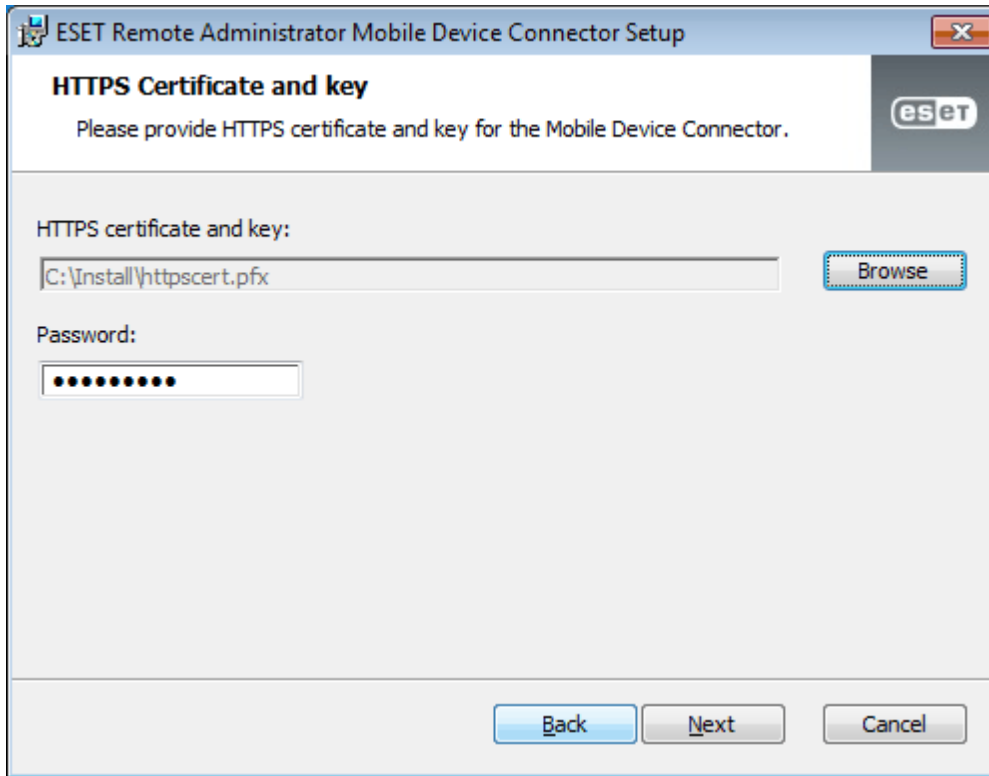 ESET Remote Administrator Mobile Device Connector Setup
HTTPS Certificate and key
Please provide HTTPS certificate and key for the Mobile Device Connector.
eset
HTTPS certificate and key:
C:\Install\httpscert.pfx
Browse
Password:
•••••••••
Back
Next
Cancel